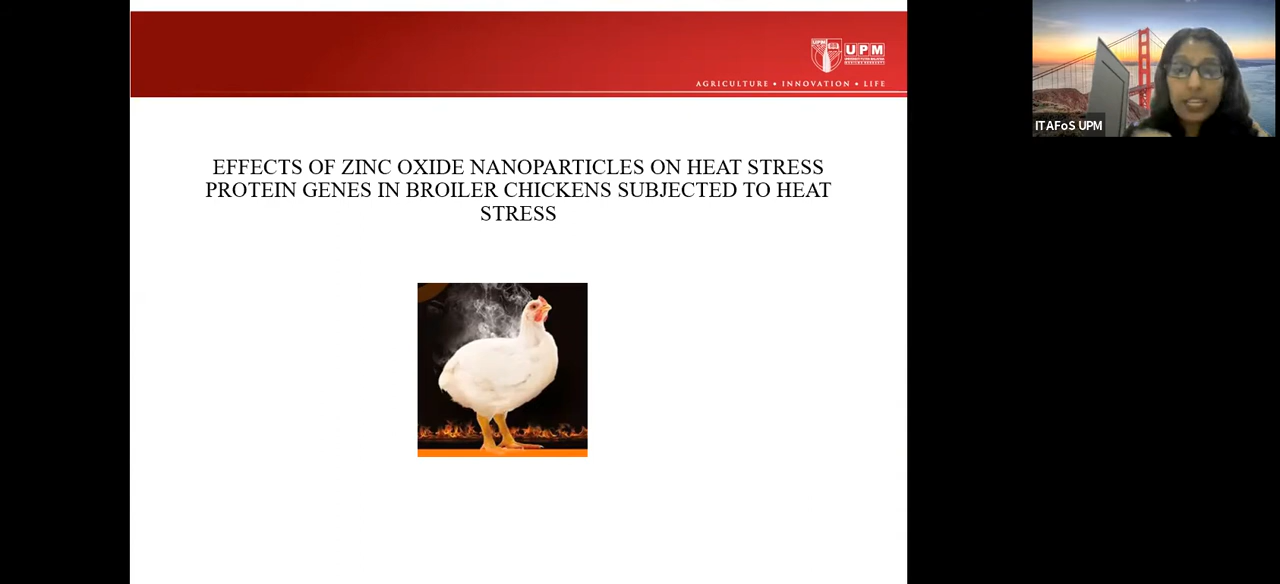 UPM
AGRICULTURE • INNOVATION • LIFE
EFFECTS OF ZINC OXIDE NANOPARTICLES ON HEAT STRESS
PROTEIN GENES IN BROILER CHICKENS SUBJECTED TO HEAT
STRESS
ITAFoS UPM